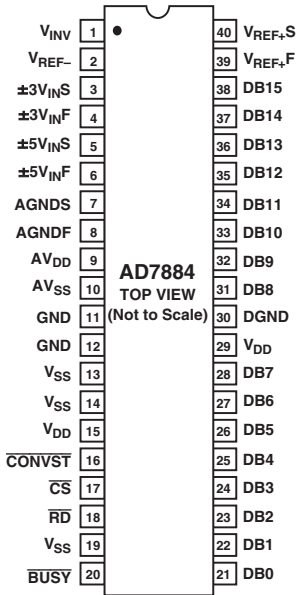 V_INV 1
V_REF– 2
±3V_INS 3
±3V_INF 4
±5V_INS 5
±5V_INF 6
AGNDS 7
AGNDF 8
AV_DD 9
AV_SS 10
GND 11
GND 12
V_SS 13
V_SS 14
V_DD 15
CONVST 16
CS 17
RD 18
V_SS 19
BUSY 20
AD7884
TOP VIEW
(Not to Scale)
40 V_REF+S
39 V_REF+F
38 DB15
37 DB14
36 DB13
35 DB12
34 DB11
33 DB10
32 DB9
31 DB8
30 DGND
29 V_DD
28 DB7
27 DB6
26 DB5
25 DB4
24 DB3
23 DB2
22 DB1
21 DB0